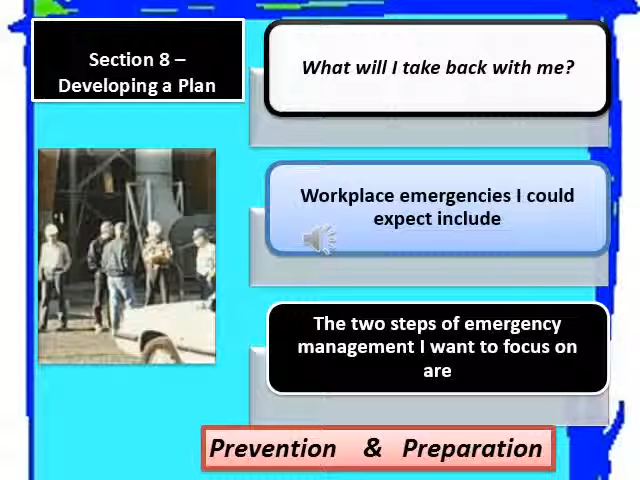 Section 8 –
Developing a Plan
What will I take back with me?
Workplace emergencies I could
expect include
The two steps of emergency
management I want to focus on
are
Prevention & Preparation